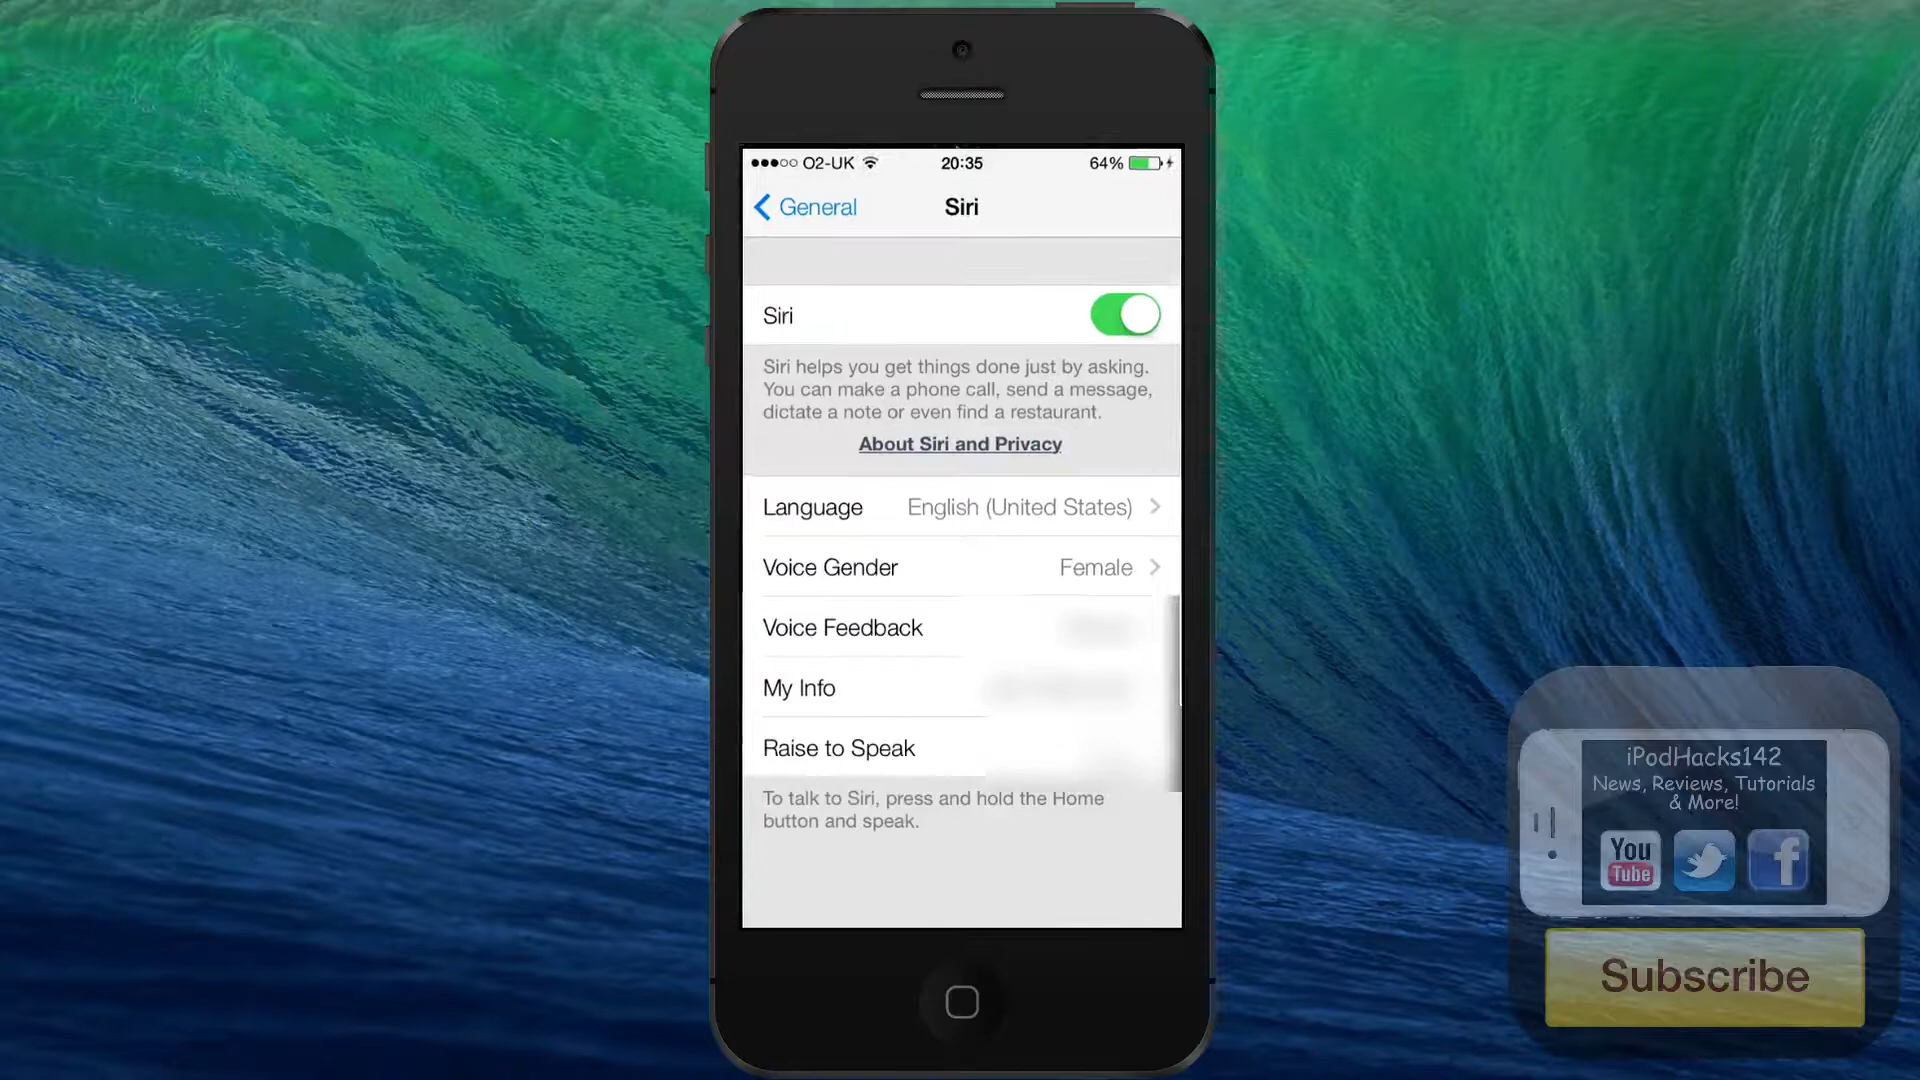 O2-UK
20:35
64%
General
Siri
Siri
Siri helps you get things done just by asking.
You can make a phone call, send a message,
dictate a note or even find a restaurant.
About Siri and Privacy
Language English (United States)
Voice Gender Female
Voice Feedback
My Info
Raise to Speak
To talk to Siri, press and hold the Home
button and speak.
iPodHacks142
News, Reviews, Tutorials
& More!
You
Tube
f
Subscribe